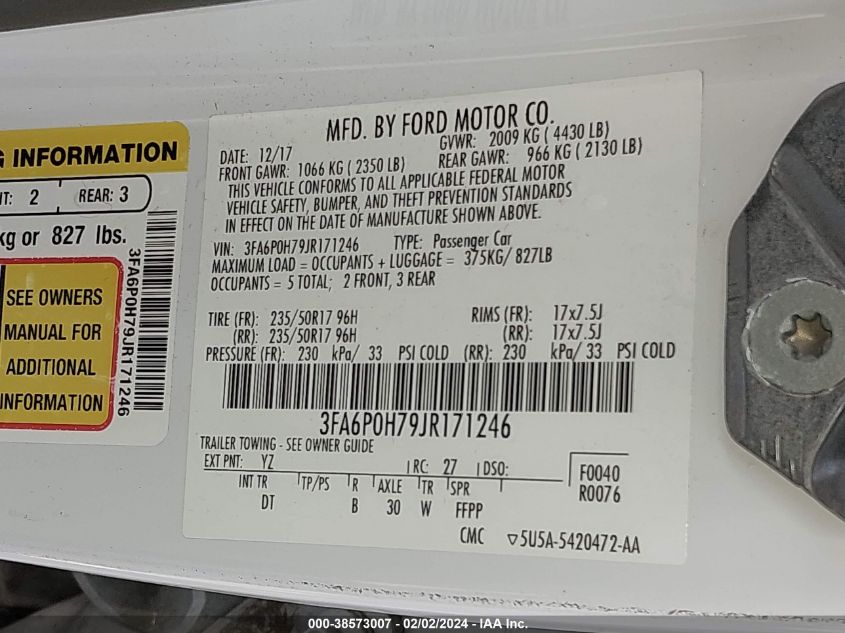 G INFORMATION
NT: 2 REAR: 3
kg or 827 lbs.
SEE OWNERS
MANUAL FOR
ADDITIONAL
INFORMATION
3FA6P0H79JR171246
MFD. BY FORD MOTOR CO.
DATE: 12/17 GVWR: 2009 KG ( 4430 LB)
FRONT GAWR: 1066 KG ( 2350 LB) REAR GAWR: 966 KG ( 2130 LB)
THIS VEHICLE CONFORMS TO ALL APPLICABLE FEDERAL MOTOR
VEHICLE SAFETY, BUMPER, AND THEFT PREVENTION STANDARDS
IN EFFECT ON THE DATE OF MANUFACTURE SHOWN ABOVE.
VIN: 3FA6P0H79JR171246 TYPE: Passenger Car
MAXIMUM LOAD = OCCUPANTS + LUGGAGE = 375KG/ 827LB
OCCUPANTS = 5 TOTAL; 2 FRONT, 3 REAR
TIRE (FR): 235/50R17 96H RIMS (FR): 17x7.5J
(RR): 235/50R17 96H (RR): 17x7.5J
PRESSURE (FR): 230 kPa/ 33 PSI COLD (RR): 230 kPa/ 33 PSI COLD
3FA6P0H79JR171246
TRAILER TOWING - SEE OWNER GUIDE
EXT PNT: YZ RC: 27 DSO: F0040
INT TR TP/PS R AXLE TR SPR R0076
DT B 30 W FFPP
CMC ▽5U5A-5420472-AA
000-38573007 - 02/02/2024 - IAA Inc.